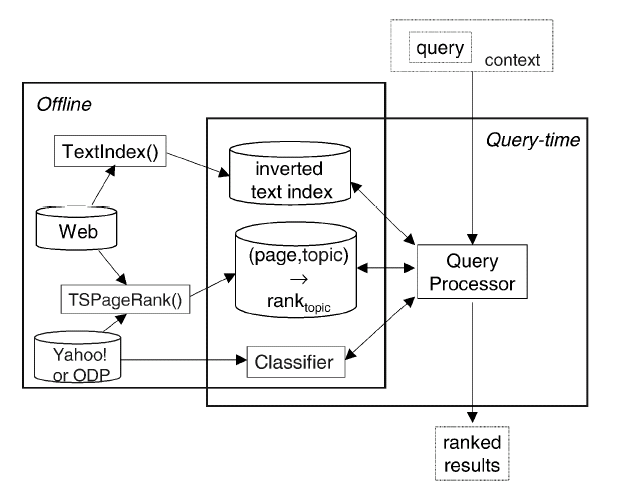 query
context
Offline
Query-time
TextIndex()
inverted
text index
Web
(page,topic)
→
rank_topic
Query
Processor
TSPageRank()
Yahoo!
or ODP
Classifier
ranked
results